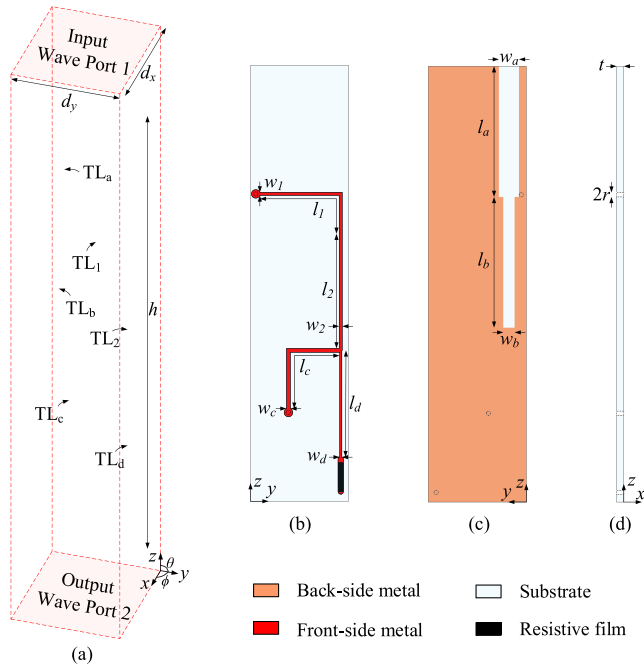 Input
Wave Port 1
d_x
d_y
TL_a
TL_1
TL_b
h
TL_2
TL_c
TL_d
z
θ
x
ϕ
y
Output
Wave Port 2
(a)
w_1
l_1
l_2
w_2
l_c
w_c
l_d
w_d
z
y
(b)
w_a
l_a
l_b
w_b
y
z
(c)
t
2r
z
x
(d)
Back-side metal
Substrate
Front-side metal
Resistive film